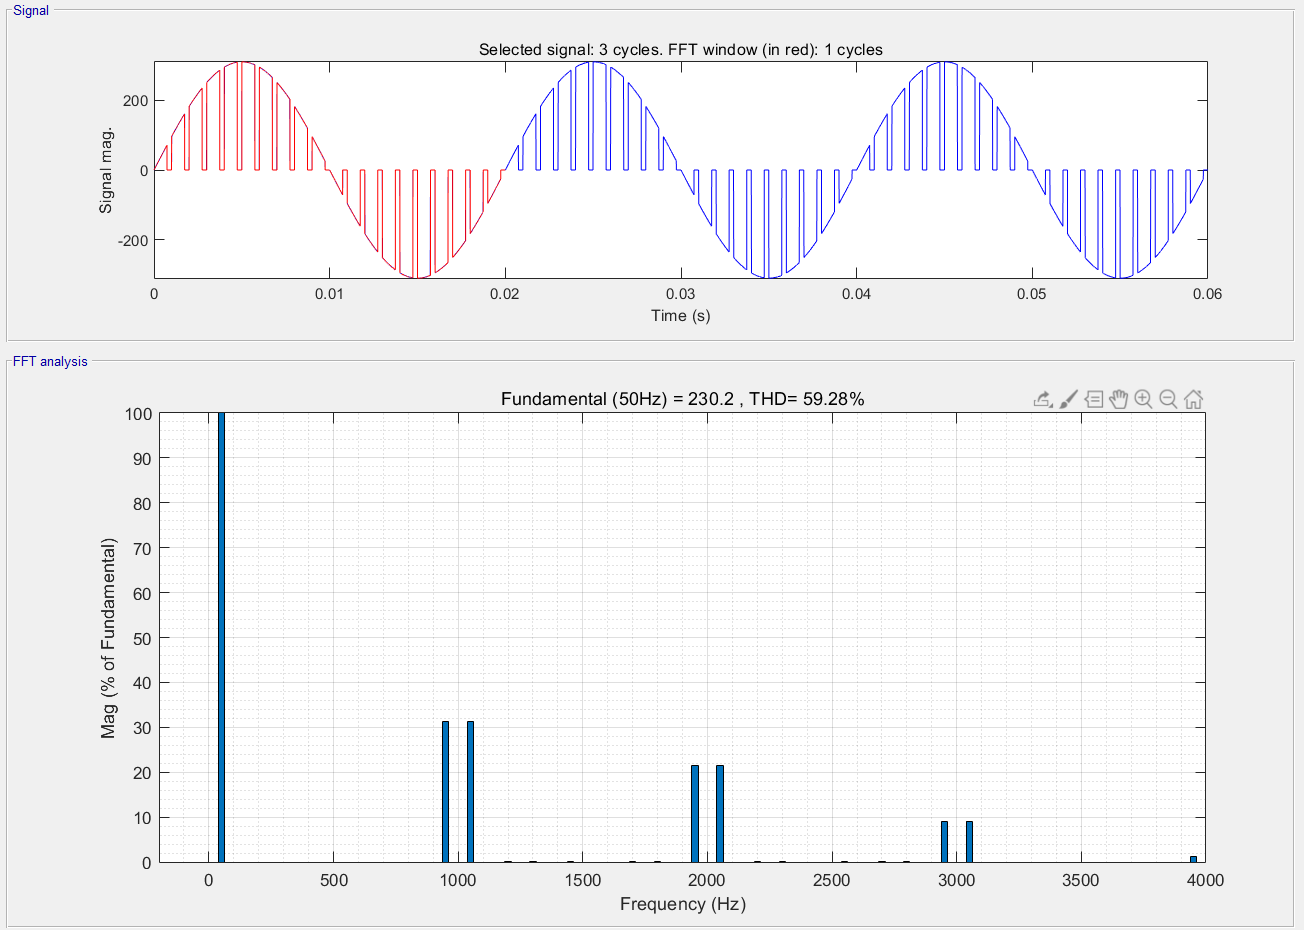 Signal
Selected signal: 3 cycles. FFT window (in red): 1 cycles
Signal mag.
200
0
-200
0 0.01 0.02 0.03 0.04 0.05 0.06
Time (s)
FFT analysis
Fundamental (50Hz) = 230.2 , THD= 59.28%
Mag (% of Fundamental)
100
90
80
70
60
50
40
30
20
10
0
0 500 1000 1500 2000 2500 3000 3500 4000
Frequency (Hz)